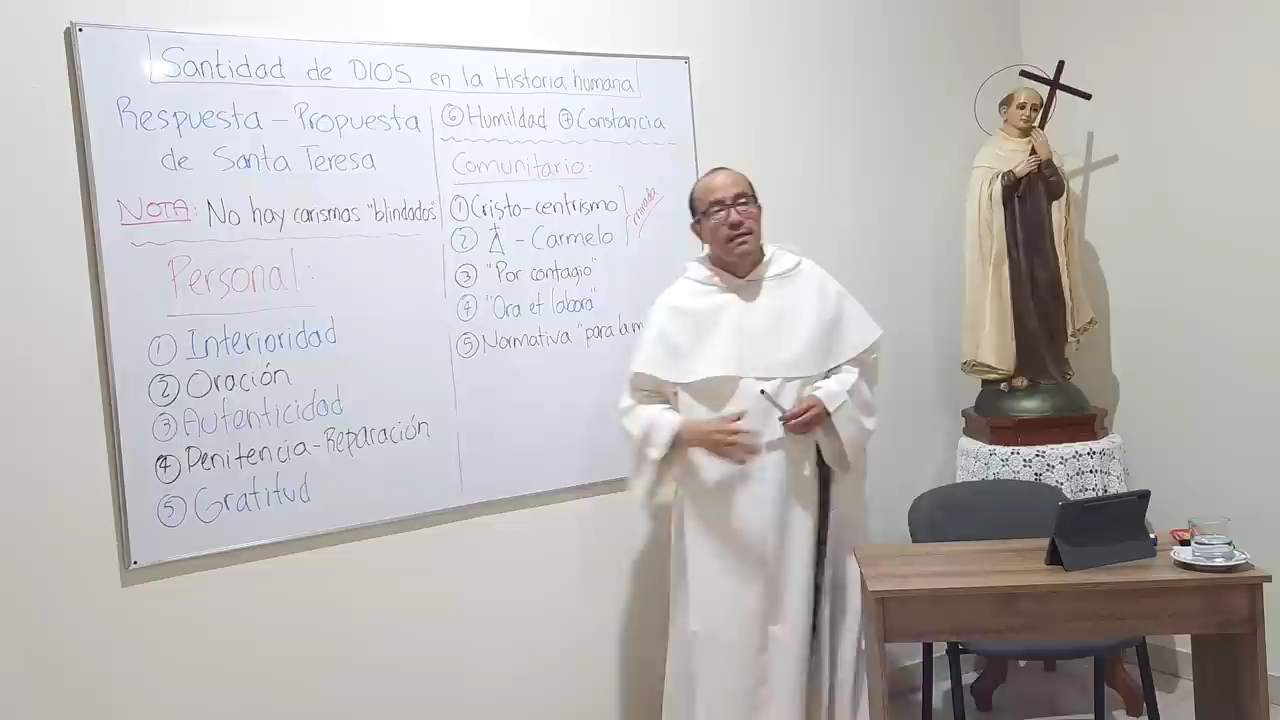 Santidad de DIOS en la Historia humana
Respuesta - Propuesta
de Santa Teresa
NOTA: No hay carismas "blindados"
Personal:
① Interioridad
② Oración
③ Autenticidad
④ Penitencia-Reparación
⑤ Gratitud
⑥ Humildad ⑦ Constancia
Comunitario:
① Cristo-centrismo
② - Carmelo
③ "Por contagio"
④ "Ora et labora"
⑤ Normativa "para la